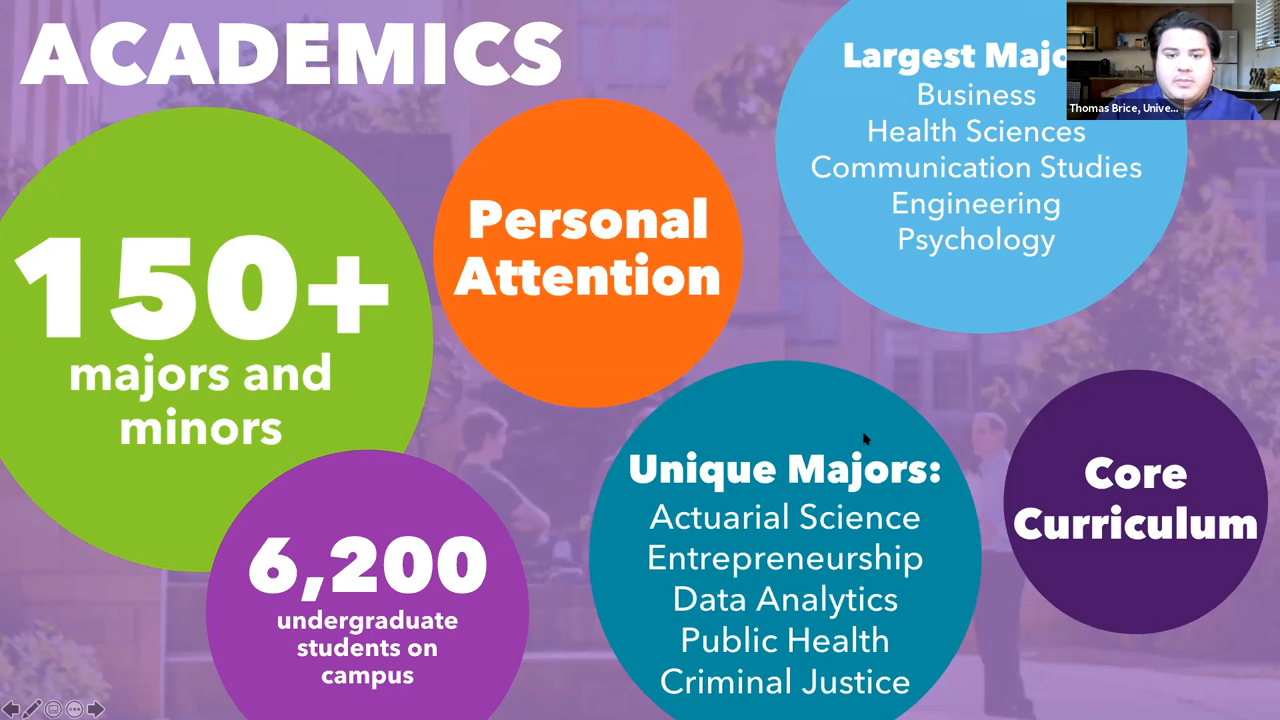 ACADEMICS
150+
majors and
minors
6,200
undergraduate
students on
campus
Personal
Attention
Largest Majo
Business
Health Sciences
Communication Studies
Engineering
Psychology
Thomas Brice, Unive...
Unique Majors:
Actuarial Science
Entrepreneurship
Data Analytics
Public Health
Criminal Justice
Core
Curriculum